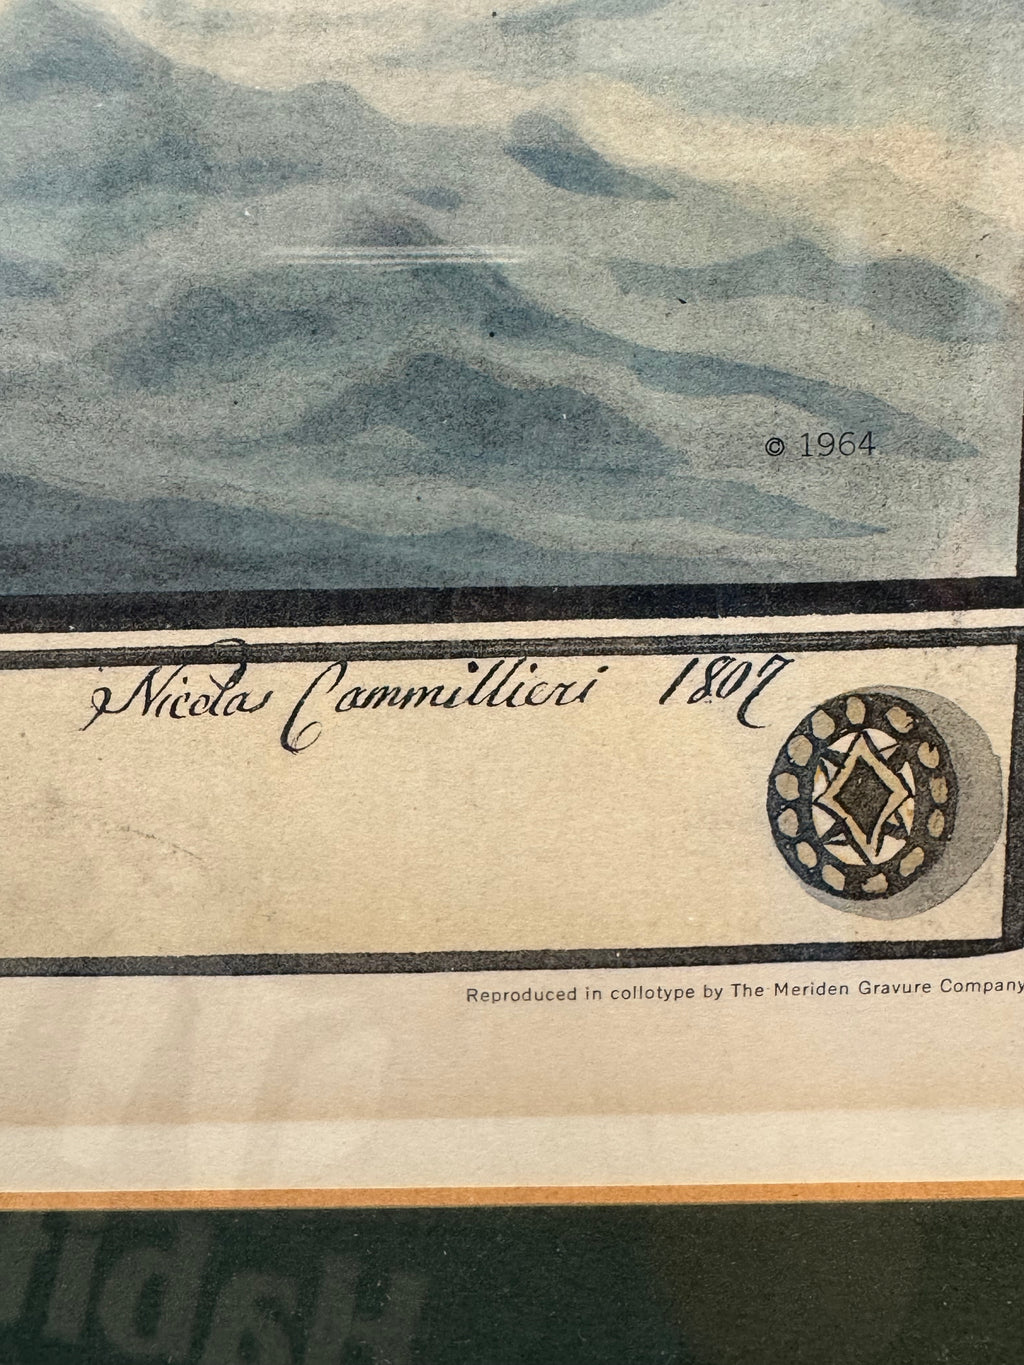 © 1964
Nicolas Cammillieri 1807
Reproduced in collotype by The Meriden Gravure Company